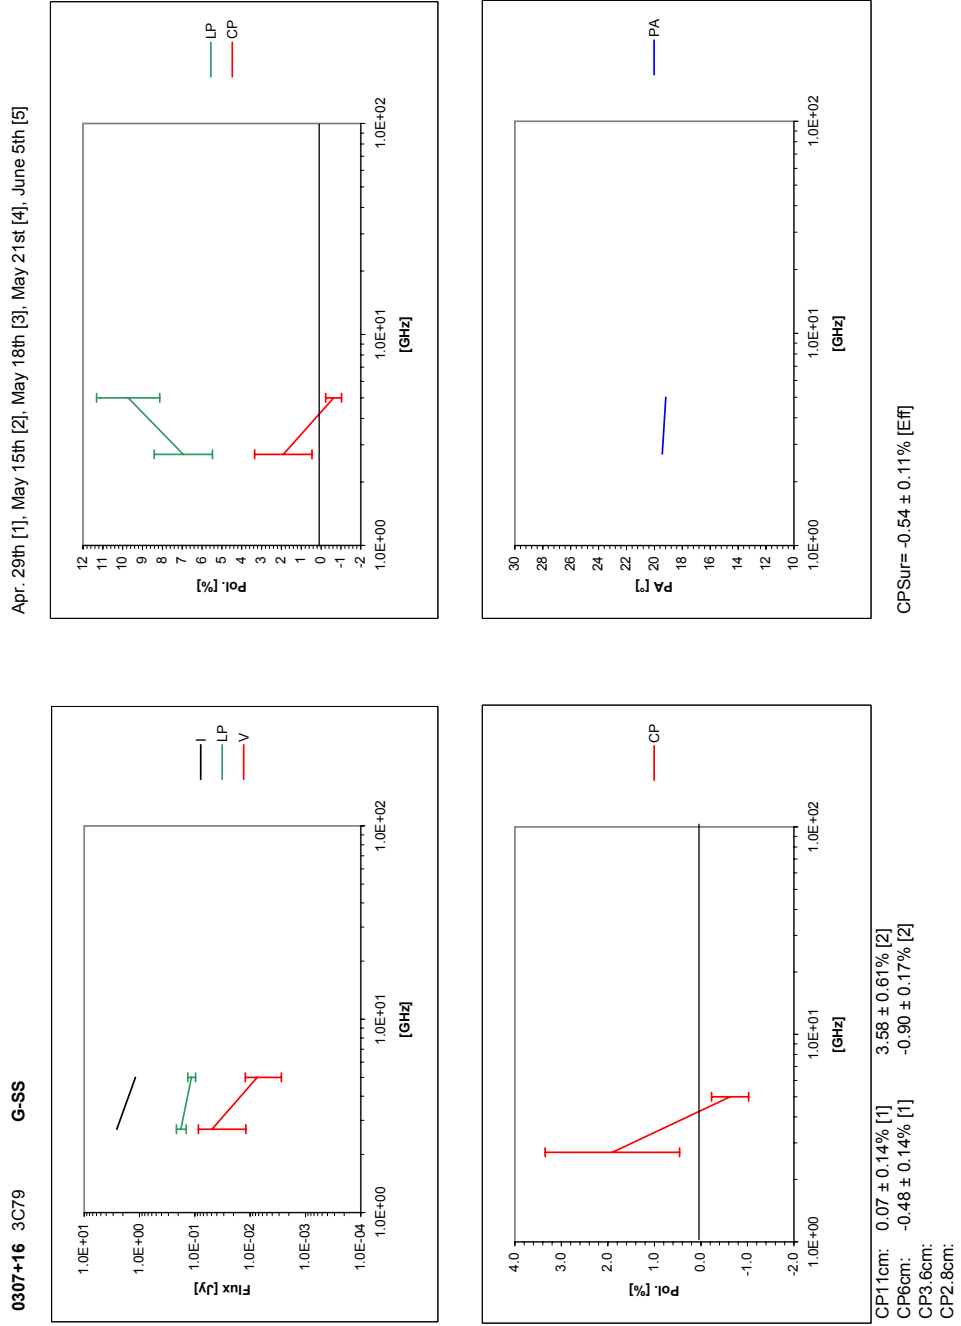 0307+16 3C79 G-SS Apr. 29th [1], May 15th [2], May 18th [3], May 21st [4], June 5th [5]
1.0E+01
1.0E+00
1.0E-01
1.0E-02
1.0E-03
1.0E-04
Flux [Jy]
1.0E+00 1.0E+01 1.0E+02
[GHz]
I
LP
V
12
11
10
9
8
7
6
5
4
3
2
1
0
-1
-2
Pol. [%]
1.0E+00 1.0E+01 1.0E+02
[GHz]
LP
CP
4.0
3.0
2.0
1.0
0.0
-1.0
-2.0
Pol. [%]
1.0E+00 1.0E+01 1.0E+02
[GHz]
CP
30
28
26
24
22
20
18
16
14
12
10
PA [°]
1.0E+00 1.0E+01 1.0E+02
[GHz]
PA
CP11cm: 0.07 ± 0.14% [1] 3.58 ± 0.61% [2]
CP6cm: -0.48 ± 0.14% [1] -0.90 ± 0.17% [2]
CP3.6cm:
CP2.8cm:
CPSur= -0.54 ± 0.11% [Eff]